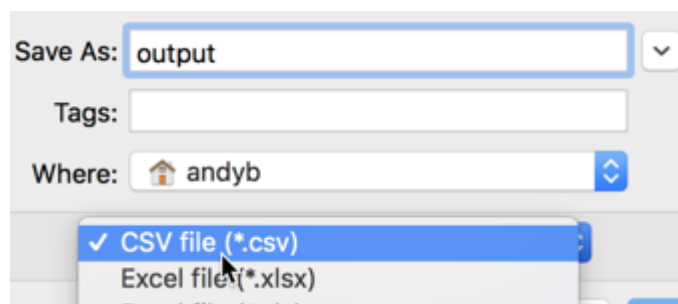 Save As: output
Tags:
Where: andyb
✓ CSV file (*.csv)
Excel file (*.xlsx)